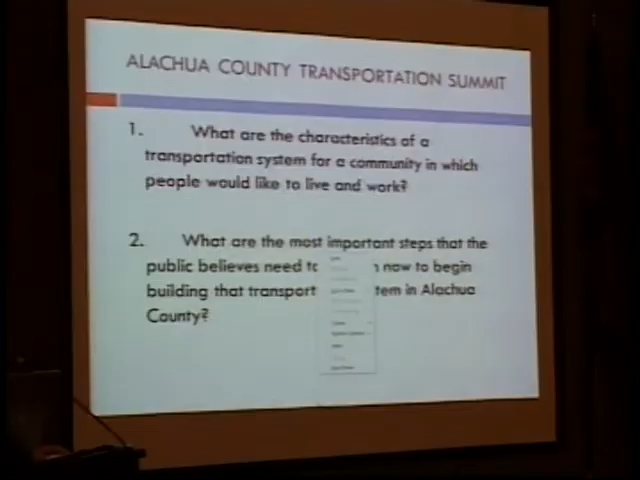 ALACHUA COUNTY TRANSPORTATION SUMMIT
1. What are the characteristics of a
transportation system for a community in which
people would like to live and work?
2. What are the most important steps that the
public believes need to now to begin
building that transport tem in Alachua
County?